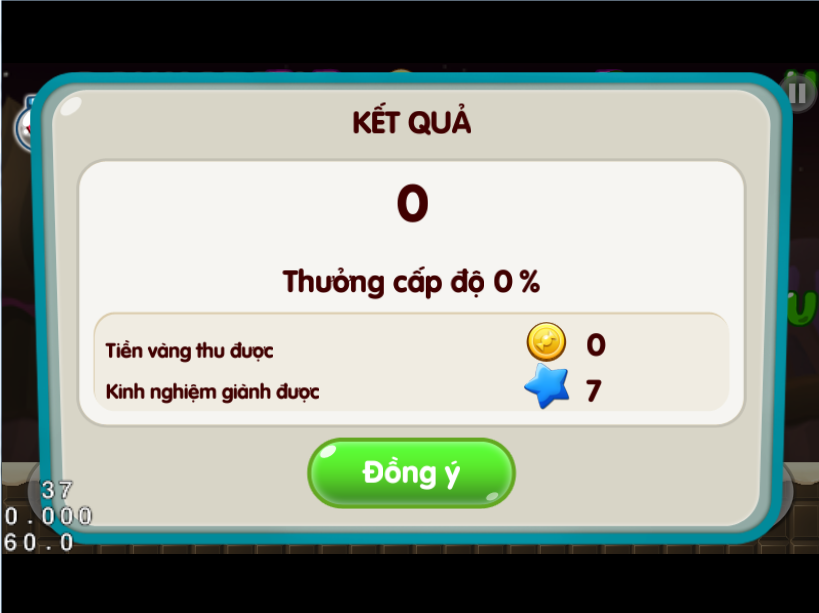 KẾT QUẢ
0
Thưởng cấp độ 0 %
Tiền vàng thu được 0
Kinh nghiệm giành được 7
Đồng ý
37
0.000
60.0